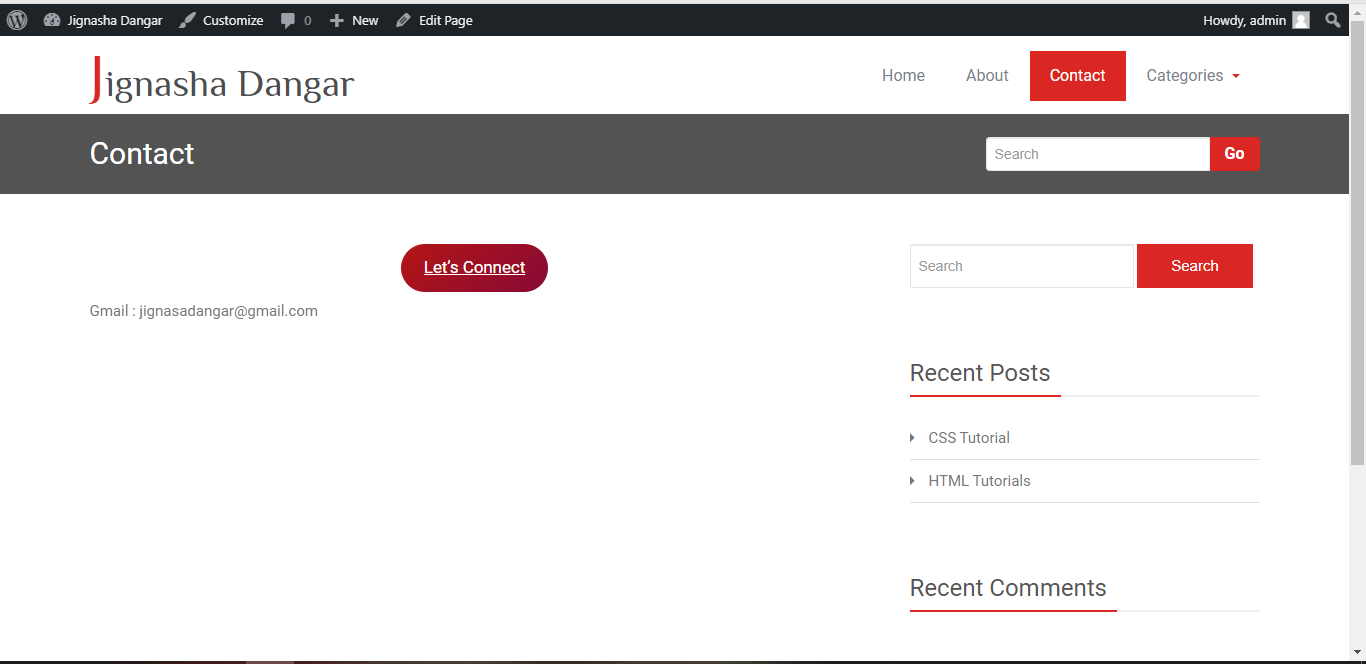 Jignasha Dangar Customize 0 New Edit Page Howdy, admin
Jignasha Dangar
Home About Contact Categories
Contact
Search Go
Let's Connect
Gmail : jignasadangar@gmail.com
Search Search
Recent Posts
CSS Tutorial
HTML Tutorials
Recent Comments